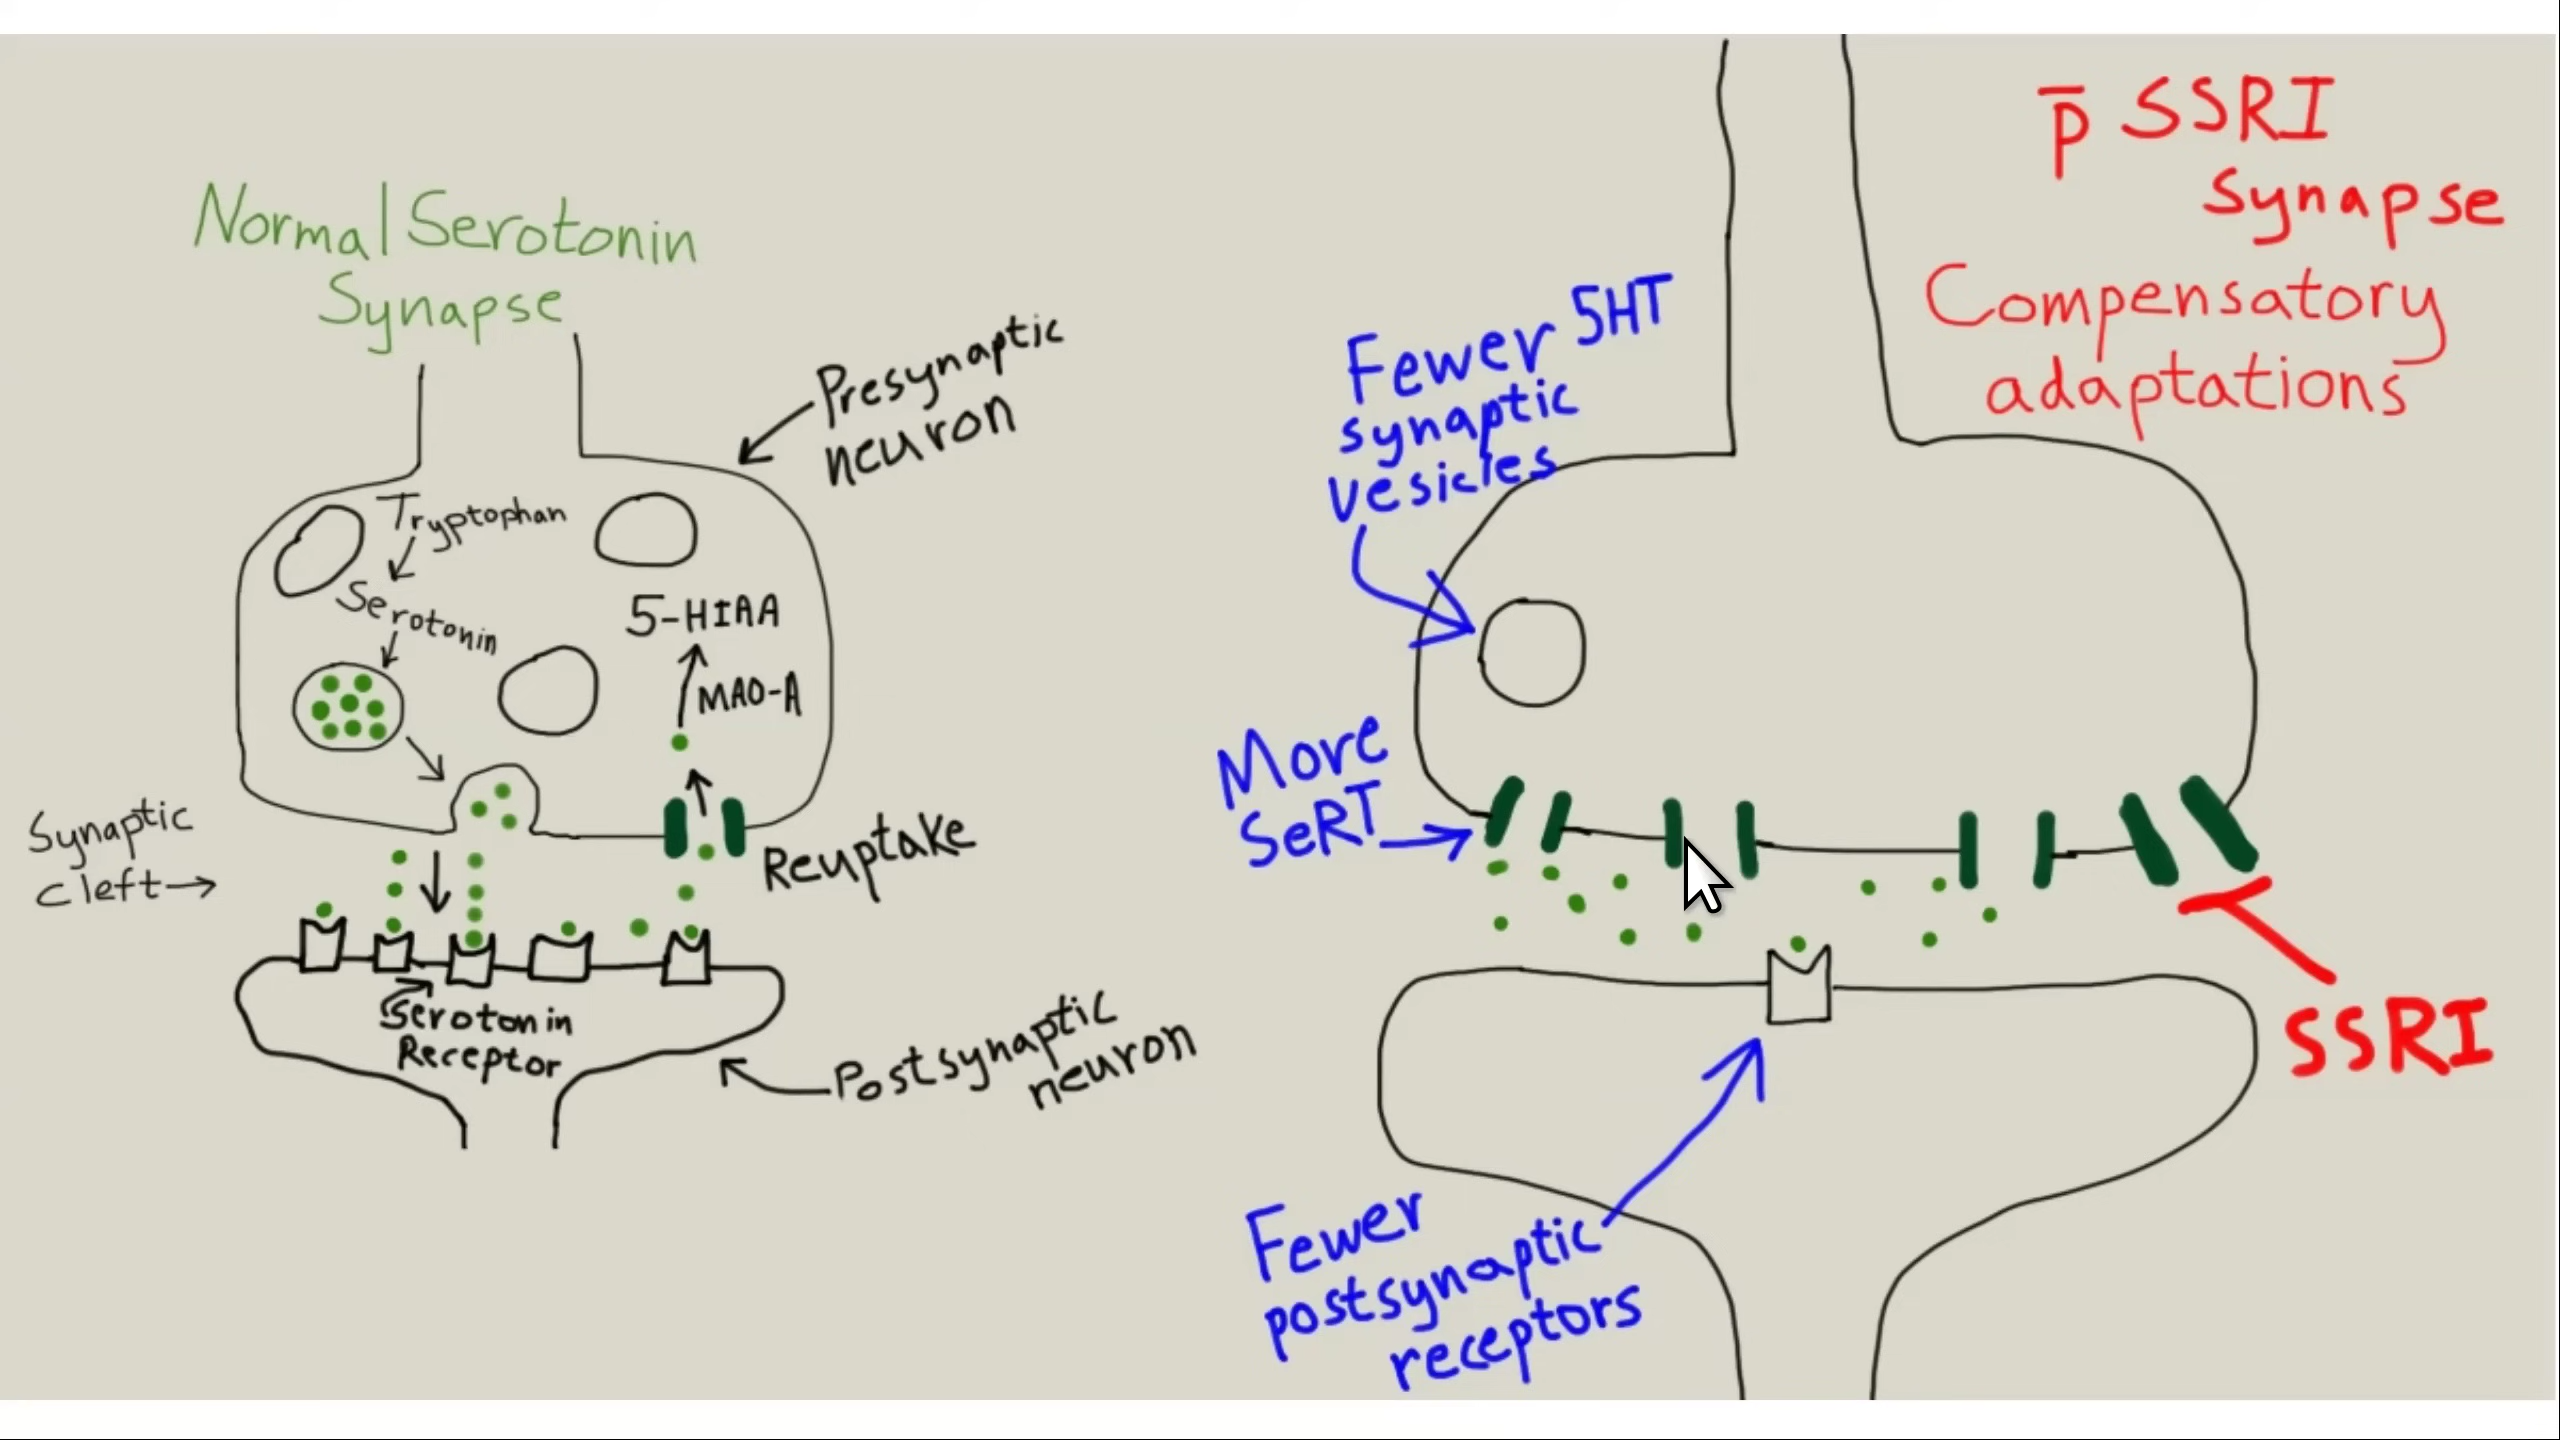 Normal Serotonin
Synapse
Presynaptic
neuron
Tryptophan
Serotonin
5-HIAA
MAO-A
Synaptic
cleft
Reuptake
Serotonin
Receptor
Postsynaptic
neuron
p̄ SSRI
Synapse
Compensatory
adaptations
Fewer 5HT
synaptic
vesicles
More
SeRT
SSRI
Fewer
postsynaptic
receptors